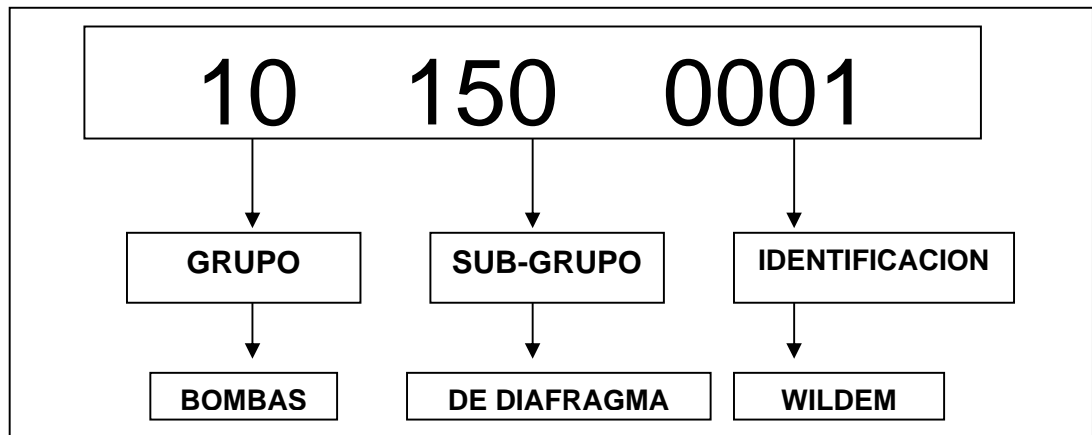 10 150 0001
GRUPO SUB-GRUPO IDENTIFICACION
BOMBAS DE DIAFRAGMA WILDEM